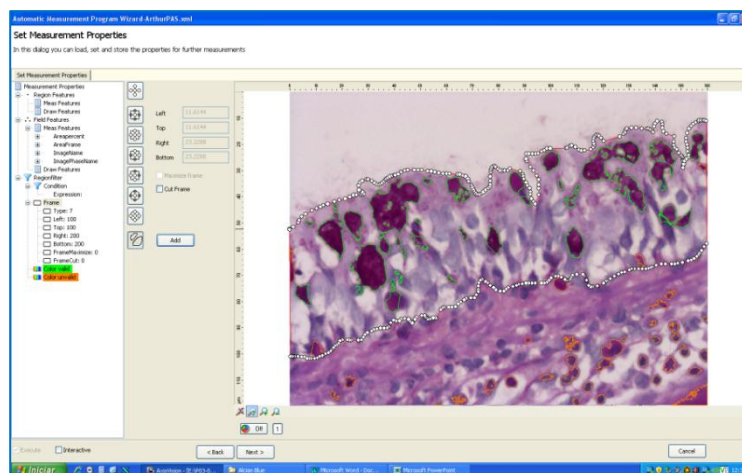 Automatic Measurement Program Wizard-ArthurPAS.xml
Set Measurement Properties
In this dialog you can load, set and store the properties for further measurements
Set Measurement Properties
Measurement Properties
Region Features
Meas Features
Draw Features
Field Features
Meas Features
Areapercent
AreaFrame
ImageName
ImagePhaseName
Draw Features
Regionfilter
Condition
Expression:
Frame
Type: 7
Left: 100
Top: 100
Right: 200
Bottom: 200
FrameMaximize: 0
FrameCut: 0
Color valid
Color unvalid
Left
Top
Right
Bottom
Maximize Frame
Cut Frame
Add
Off
1
Execute
Interactive
< Back
Next >
Cancel
Iniciar
Alcian Blue
Microsoft Word - Doc...
Microsoft PowerPoint